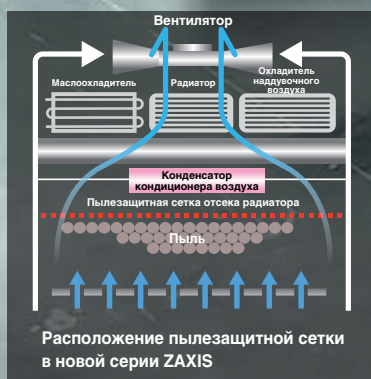 Вентилятор
Маслоохладитель
Радиатор
Охладитель
наддувочного
воздуха
Конденсатор
кондиционера воздуха
Пылезащитная сетка отсека радиатора
Пыль
Расположение пылезащитной сетки
в новой серии ZAXIS